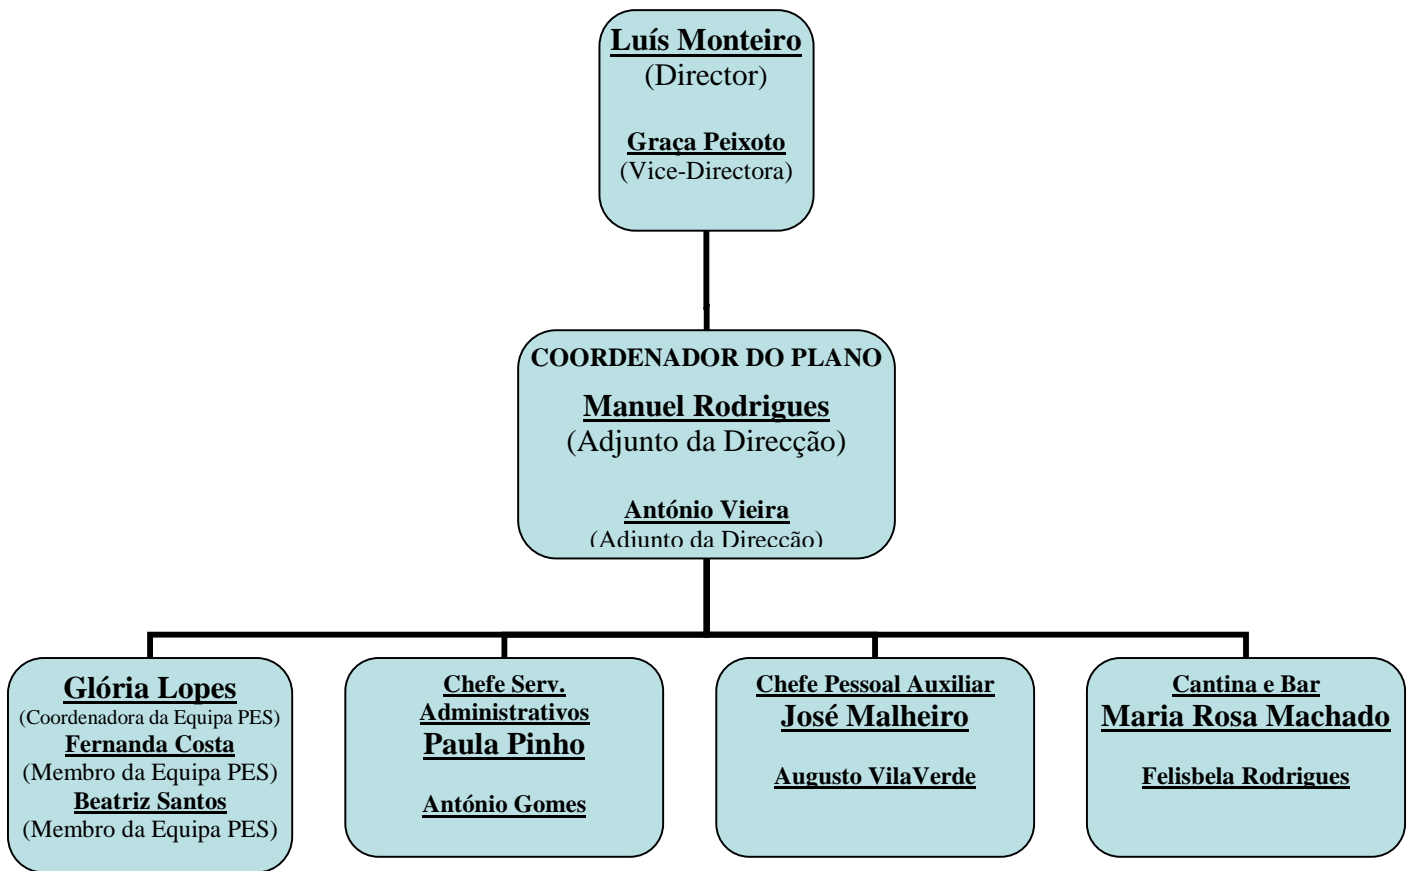 Luís Monteiro
(Director)
Graça Peixoto
(Vice-Directora)
COORDENADOR DO PLANO
Manuel Rodrigues
(Adjunto da Direcção)
António Vieira
(Adjunto da Direcção)
Glória Lopes
(Coordenadora da Equipa PES)
Fernanda Costa
(Membro da Equipa PES)
Beatriz Santos
(Membro da Equipa PES)
Chefe Serv.
Administrativos
Paula Pinho
António Gomes
Chefe Pessoal Auxiliar
José Malheiro
Augusto VilaVerde
Cantina e Bar
Maria Rosa Machado
Felisbela Rodrigues